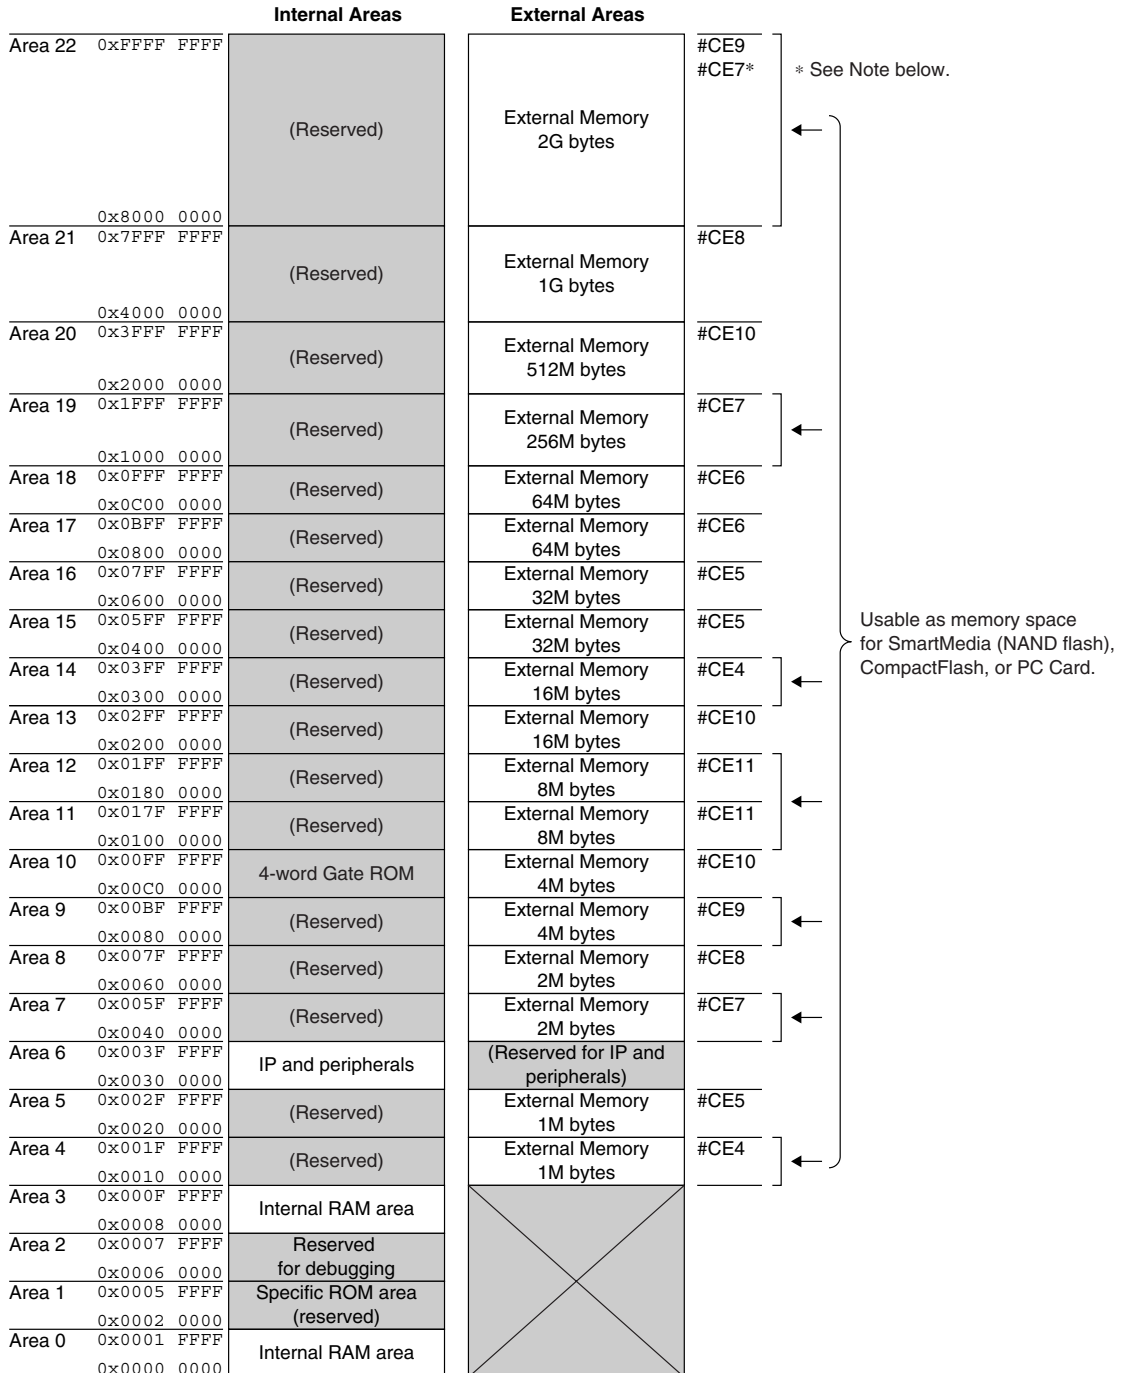 Internal Areas External Areas
Area 22 0xFFFF FFFF #CE9
#CE7* * See Note below.
(Reserved) External Memory
2G bytes
0x8000 0000
Area 21 0x7FFF FFFF #CE8
(Reserved) External Memory
1G bytes
0x4000 0000
Area 20 0x3FFF FFFF #CE10
(Reserved) External Memory
512M bytes
0x2000 0000
Area 19 0x1FFF FFFF #CE7
(Reserved) External Memory
256M bytes
0x1000 0000
Area 18 0x0FFF FFFF (Reserved) External Memory #CE6
0x0C00 0000 64M bytes
Area 17 0x0BFF FFFF (Reserved) External Memory #CE6
0x0800 0000 64M bytes
Area 16 0x07FF FFFF (Reserved) External Memory #CE5
0x0600 0000 32M bytes
Area 15 0x05FF FFFF (Reserved) External Memory #CE5
0x0400 0000 32M bytes
Usable as memory space
for SmartMedia (NAND flash),
CompactFlash, or PC Card.
Area 14 0x03FF FFFF (Reserved) External Memory #CE4
0x0300 0000 16M bytes
Area 13 0x02FF FFFF (Reserved) External Memory #CE10
0x0200 0000 16M bytes
Area 12 0x01FF FFFF (Reserved) External Memory #CE11
0x0180 0000 8M bytes
Area 11 0x017F FFFF (Reserved) External Memory #CE11
0x0100 0000 8M bytes
Area 10 0x00FF FFFF 4-word Gate ROM External Memory #CE10
0x00C0 0000 4M bytes
Area 9 0x00BF FFFF (Reserved) External Memory #CE9
0x0080 0000 4M bytes
Area 8 0x007F FFFF (Reserved) External Memory #CE8
0x0060 0000 2M bytes
Area 7 0x005F FFFF (Reserved) External Memory #CE7
0x0040 0000 2M bytes
Area 6 0x003F FFFF IP and peripherals (Reserved for IP and
0x0030 0000 peripherals)
Area 5 0x002F FFFF (Reserved) External Memory #CE5
0x0020 0000 1M bytes
Area 4 0x001F FFFF (Reserved) External Memory #CE4
0x0010 0000 1M bytes
Area 3 0x000F FFFF Internal RAM area
0x0008 0000
Area 2 0x0007 FFFF Reserved
0x0006 0000 for debugging
Area 1 0x0005 FFFF Specific ROM area
0x0002 0000 (reserved)
Area 0 0x0001 FFFF Internal RAM area
0x0000 0000